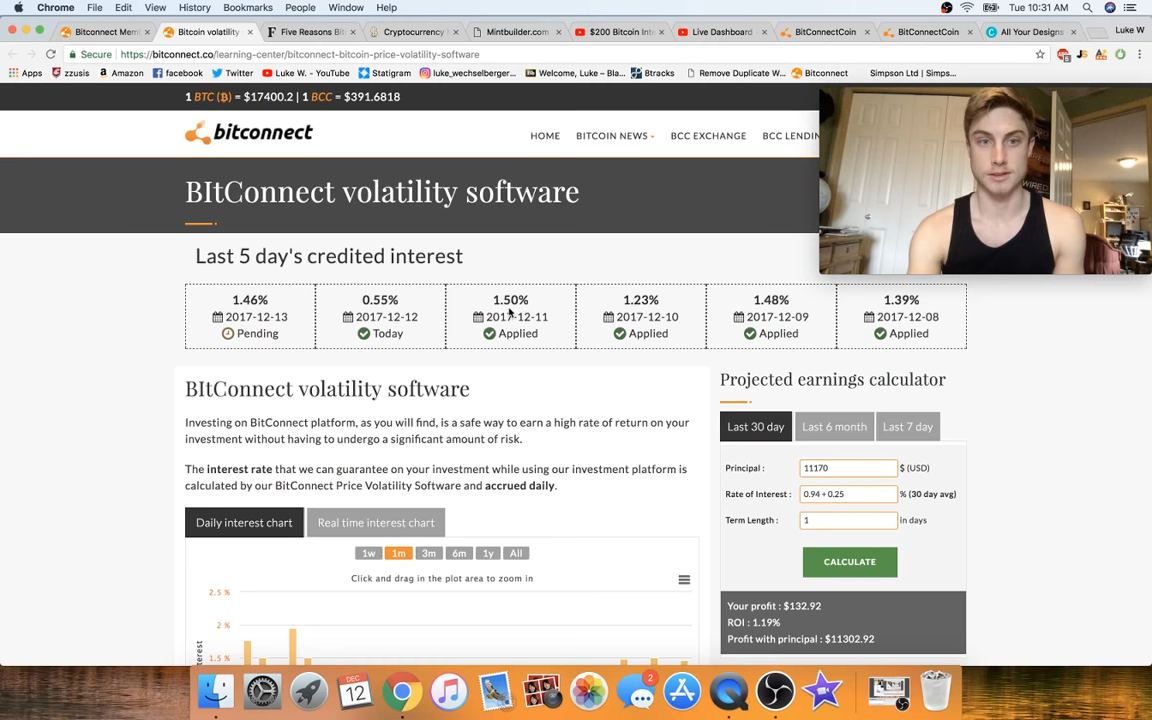 Chrome File Edit View History Bookmarks People Window Help Tue 10:31 AM
Bitconnect Mem Bitcoin volatility Five Reasons Bi Cryptocurrency Mintbuilder.com $200 Bitcoin Int Live Dashboard BitConnectCoin BitConnectCoin All Your Designs Luke W
Secure https://bitconnect.co/learning-center/bitconnect-bitcoin-price-volatility-software
Apps zzusis Amazon facebook Twitter Luke W. - YouTube Statigram luke_wechselberger... Welcome, Luke – Bla... Btracks Remove Duplicate W... Bitconnect Simpson Ltd | Simps...
1 BTC (฿) = $17400.2 | 1 BCC = $391.6818
bitconnect
HOME BITCOIN NEWS BCC EXCHANGE BCC LENDIN
BItConnect volatility software
WIRED
Last 5 day's credited interest
1.46% 0.55% 1.50% 1.23% 1.48% 1.39%
2017-12-13 2017-12-12 2017-12-11 2017-12-10 2017-12-09 2017-12-08
Pending Today Applied Applied Applied Applied
BItConnect volatility software
Investing on BitConnect platform, as you will find, is a safe way to earn a high rate of return on your
investment without having to undergo a significant amount of risk.
The interest rate that we can guarantee on your investment while using our investment platform is
calculated by our BitConnect Price Volatility Software and accrued daily.
Daily interest chart Real time interest chart
1w 1m 3m 6m 1y All
Click and drag in the plot area to zoom in
2.5 %
2 %
1.5 %
Projected earnings calculator
Last 30 day Last 6 month Last 7 day
Principal : 11170 $ (USD)
Rate of Interest : 0.94 + 0.25 % (30 day avg)
Term Length : 1 in days
CALCULATE
Your profit : $132.92
ROI : 1.19%
Profit with principal : $11302.92
DEC
12
2